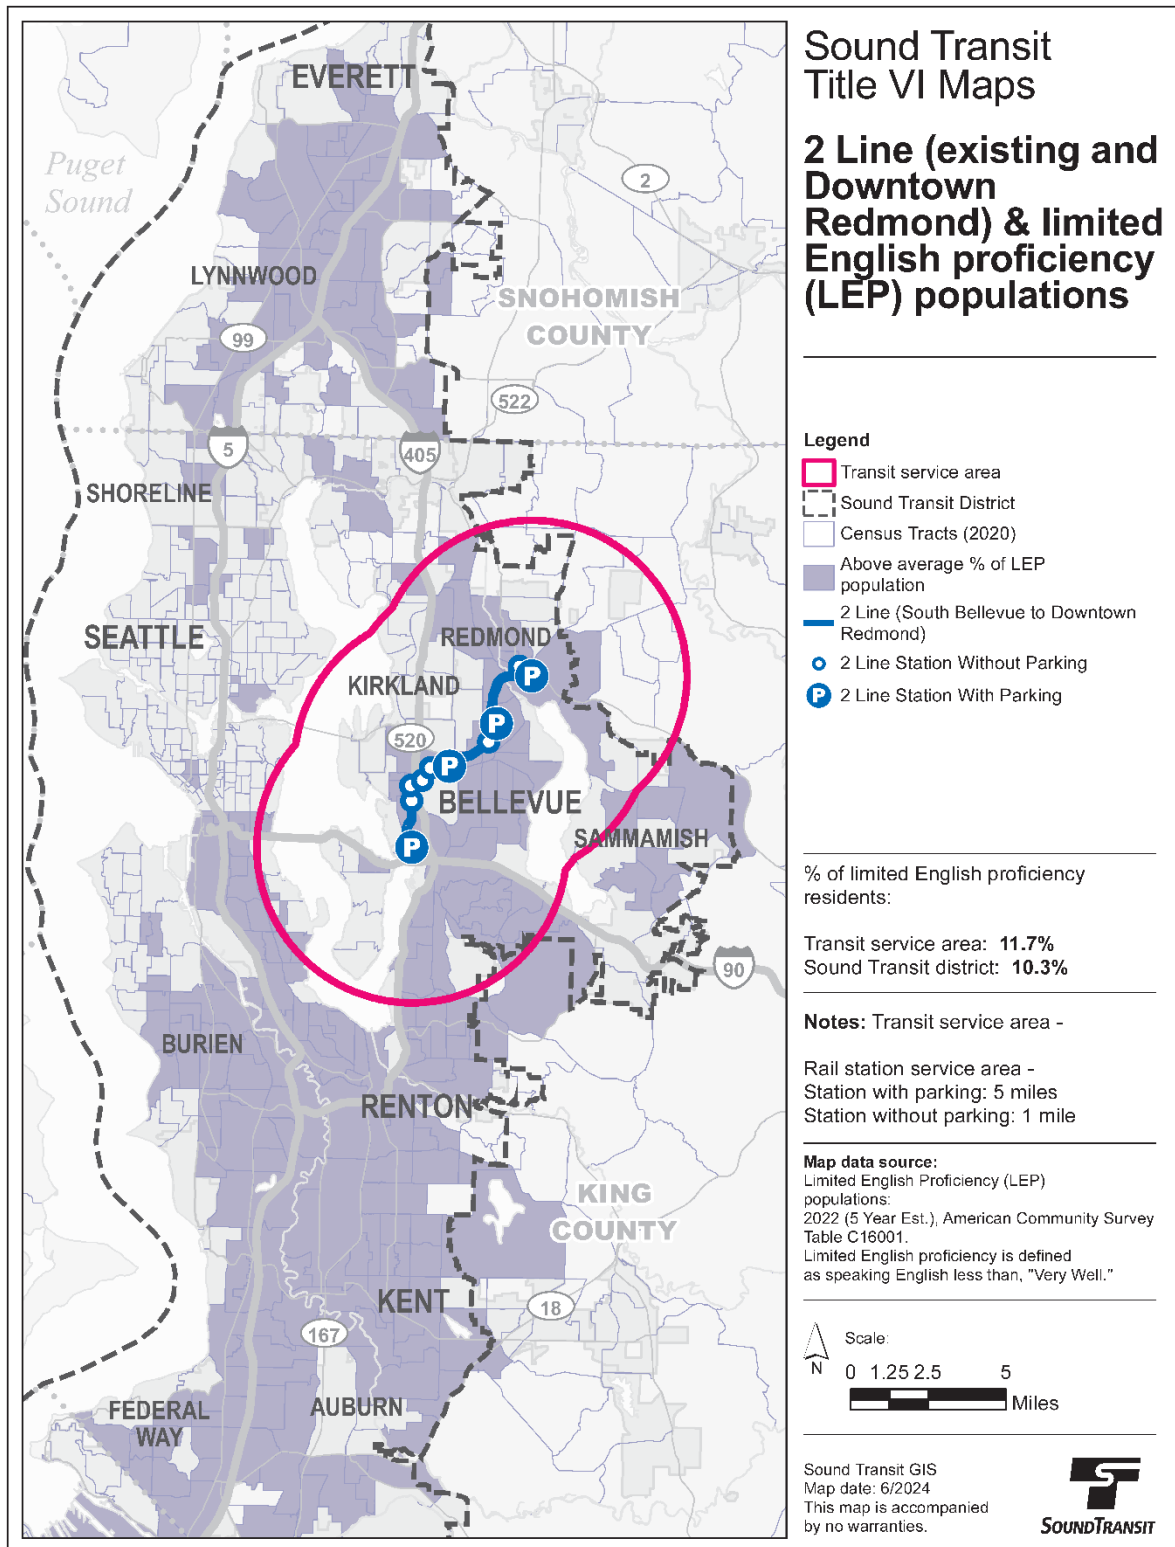 Sound Transit
Title VI Maps
2 Line (existing and
Downtown
Redmond) & limited
English proficiency
(LEP) populations
Legend
Transit service area
Sound Transit District
Census Tracts (2020)
Above average % of LEP
population
2 Line (South Bellevue to Downtown
Redmond)
2 Line Station Without Parking
P
2 Line Station With Parking
% of limited English proficiency
residents:
Transit service area: 11.7%
Sound Transit district: 10.3%
Notes: Transit service area -
Rail station service area -
Station with parking: 5 miles
Station without parking: 1 mile
Map data source:
Limited English Proficiency (LEP)
populations:
2022 (5 Year Est.), American Community Survey
Table C16001.
Limited English proficiency is defined
as speaking English less than, "Very Well."
N
Scale:
0 1.25 2.5 5
Miles
Sound Transit GIS
Map date: 6/2024
This map is accompanied
by no warranties.
SOUNDTRANSIT
EVERETT
Puget
Sound
2
LYNNWOOD
SNOHOMISH
COUNTY
99
522
5
405
SHORELINE
SEATTLE
REDMOND
P
KIRKLAND
P
520
P
BELLEVUE
P
SAMMAMISH
90
BURIEN
RENTON
KING
COUNTY
KENT
18
167
FEDERAL
WAY
AUBURN